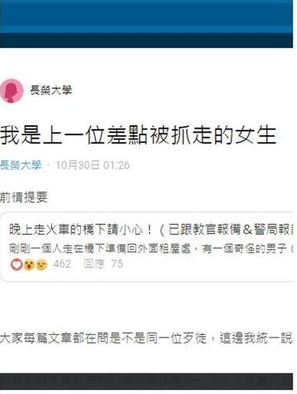 長榮大學
我是上一位差點被抓走的女生
長榮大學 · 10月30日 01:26
前情提要
晚上走火車的橋下請小心!(已跟教官報備&警局報
剛剛一個人走在橋下準備回外面租屋處,有一個奇怪的男子(
462 回應 75
大家每篇文章都在問是不是同一位歹徒,這邊我統一說